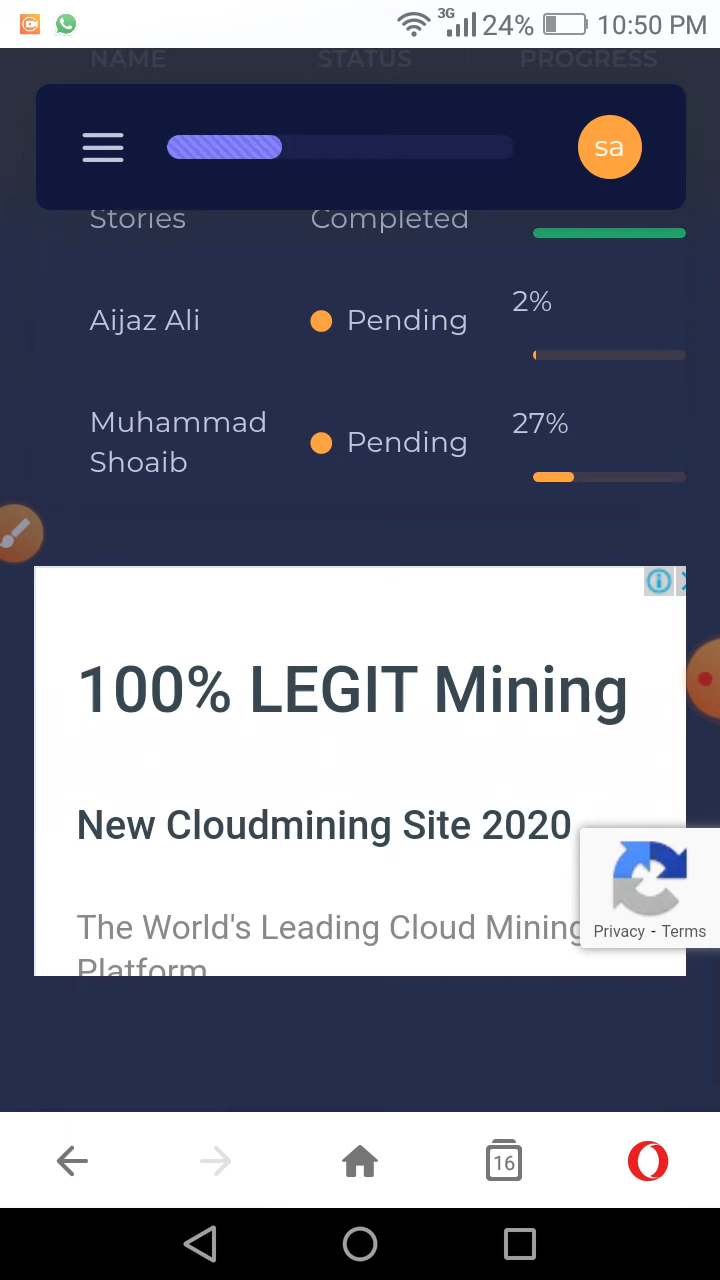 3G 24% 10:50 PM
NAME STATUS PROGRESS
sa
Stories Completed
2%
Aijaz Ali Pending
27%
Muhammad
Shoaib
Pending
100% LEGIT Mining
New Cloudmining Site 2020
The World's Leading Cloud Mining
Platform
Privacy - Terms
16